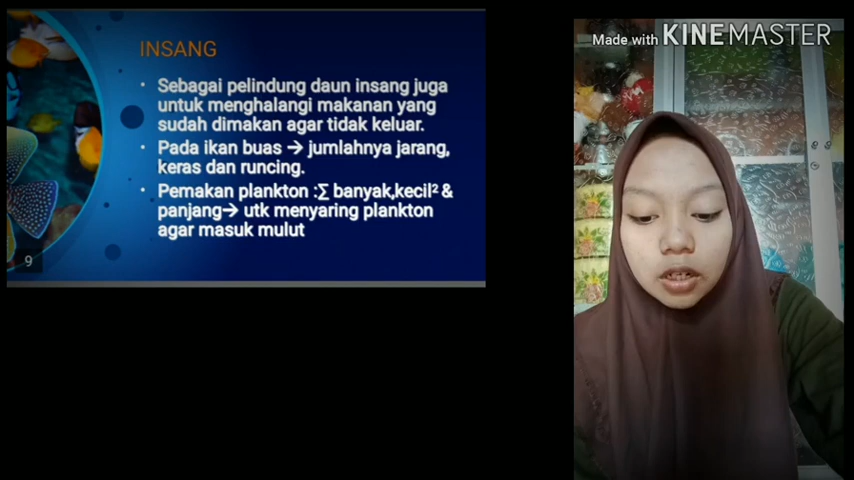 INSANG
• Sebagai pelindung daun insang juga
untuk menghalangi makanan yang
sudah dimakan agar tidak keluar.
• Pada ikan buas → jumlahnya jarang,
keras dan runcing.
• Pemakan plankton :∑ banyak,kecil² &
panjang→ utk menyaring plankton
agar masuk mulut
9
Made with KINEMASTER